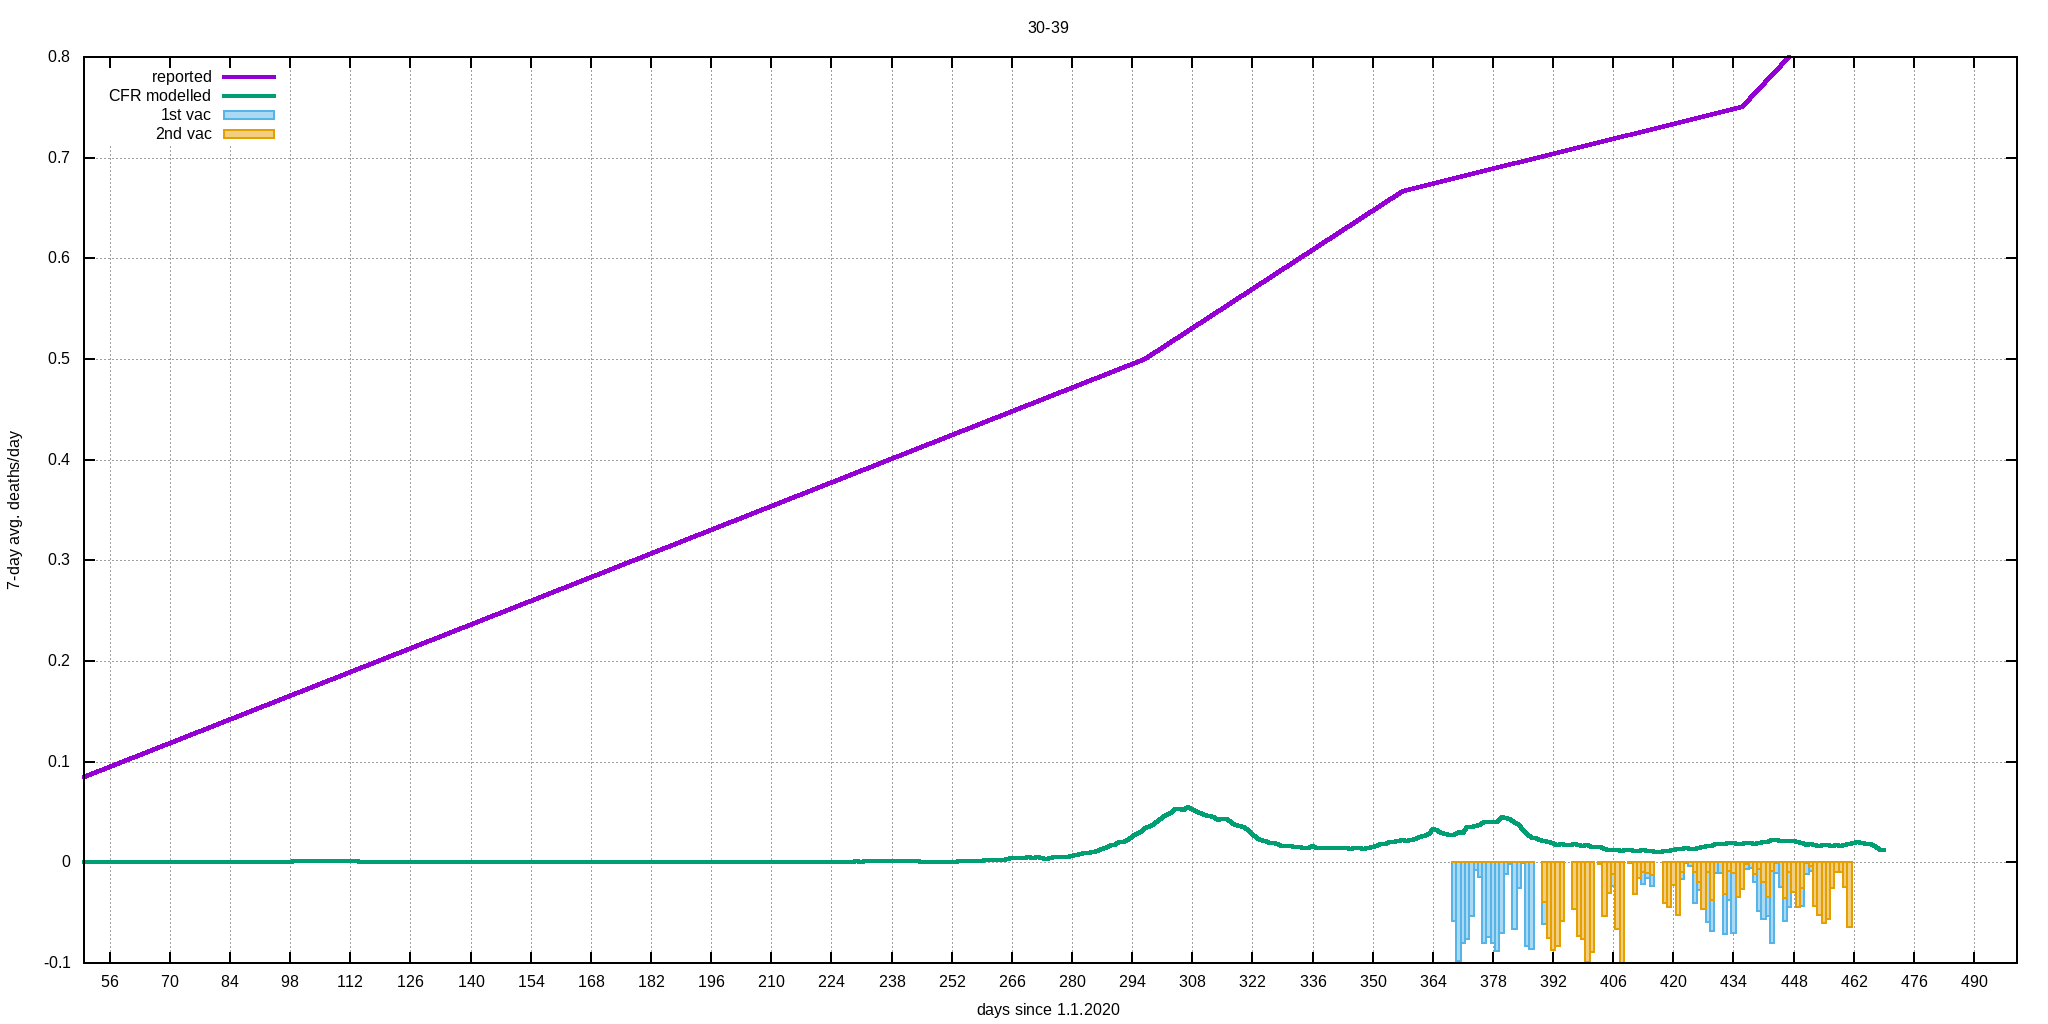 30-39
0.8
0.7
0.6
0.5
0.4
0.3
0.2
0.1
0
-0.1
7-day avg. deaths/day
reported
CFR modelled
1st vac
2nd vac
56 70 84 98 112 126 140 154 168 182 196 210 224 238 252 266 280 294 308 322 336 350 364 378 392 406 420 434 448 462 476 490
days since 1.1.2020